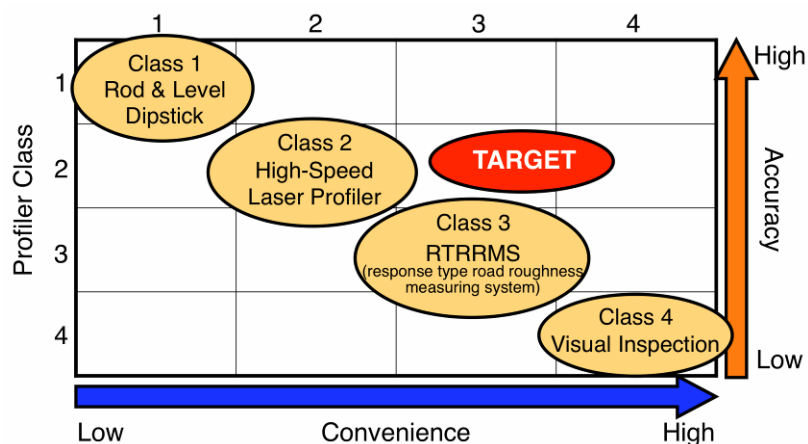 1 2 3 4
High
1
Class 1
Rod & Level
Dipstick
Class 2
High-Speed
Laser Profiler
2
TARGET
Profiler Class
Accuracy
Class 3
RTRRMS
(response type road roughness
measuring system)
3
4
Class 4
Visual Inspection
Low
Low Convenience High